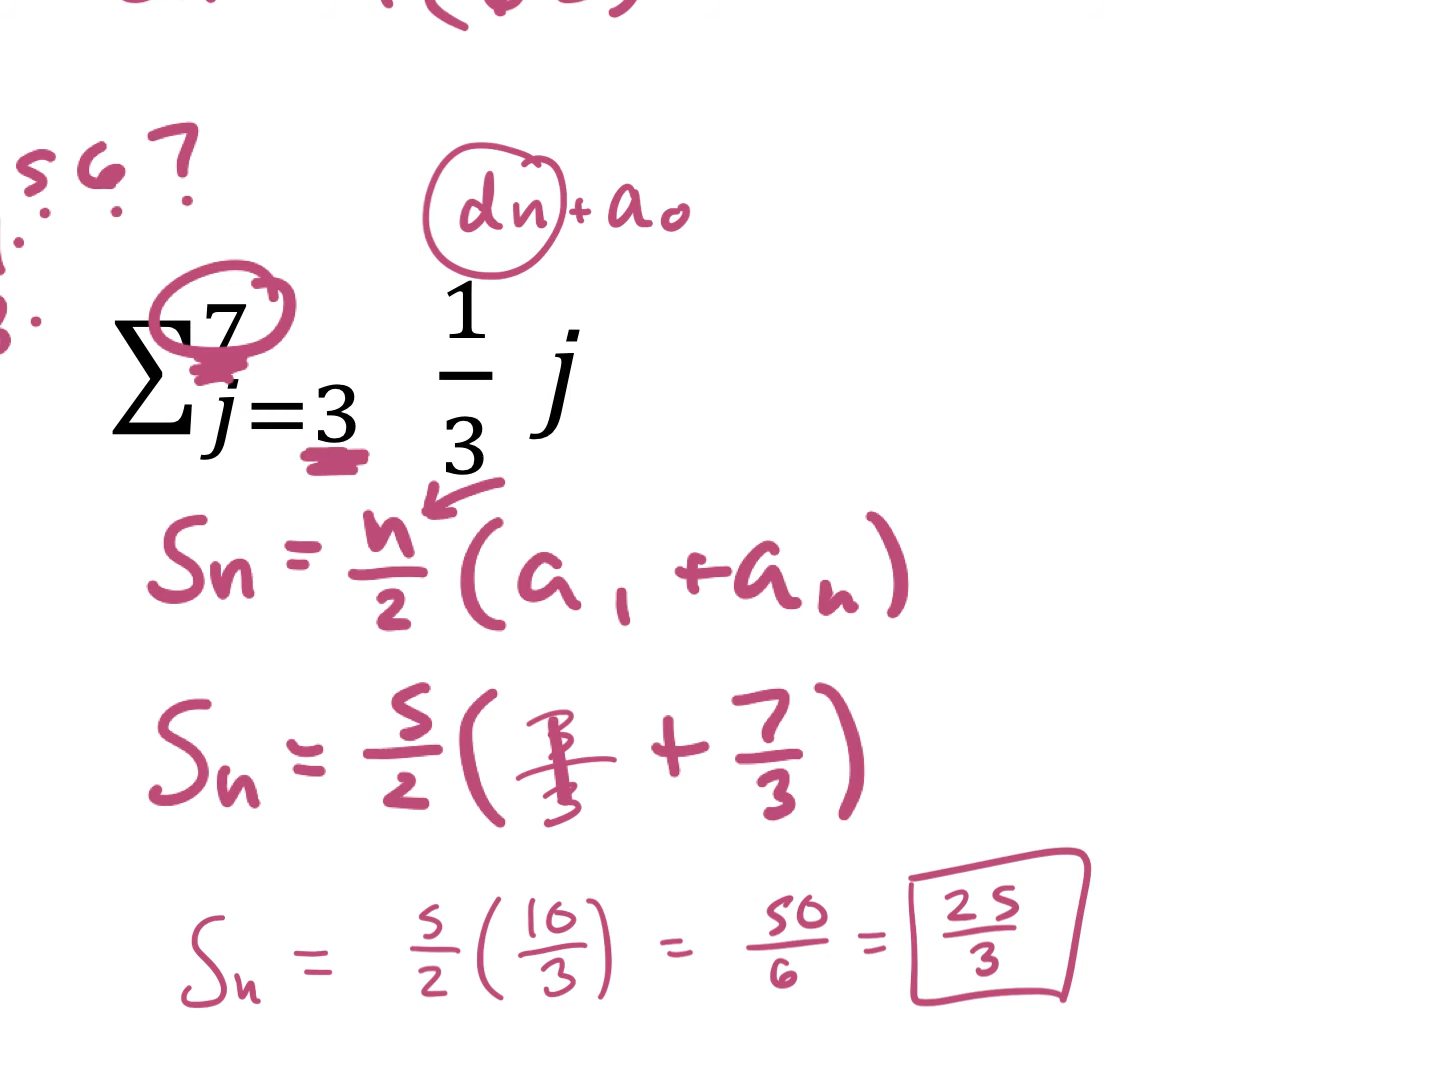 5 6 7
dn + a₀
∑⁷ⱼ₌₃ 1/3 j
Sn = n/2 (a₁ + aₙ)
Sn = 5/2 (3/3 + 7/3)
Sn = 5/2 (10/3) = 50/6 = 25/3